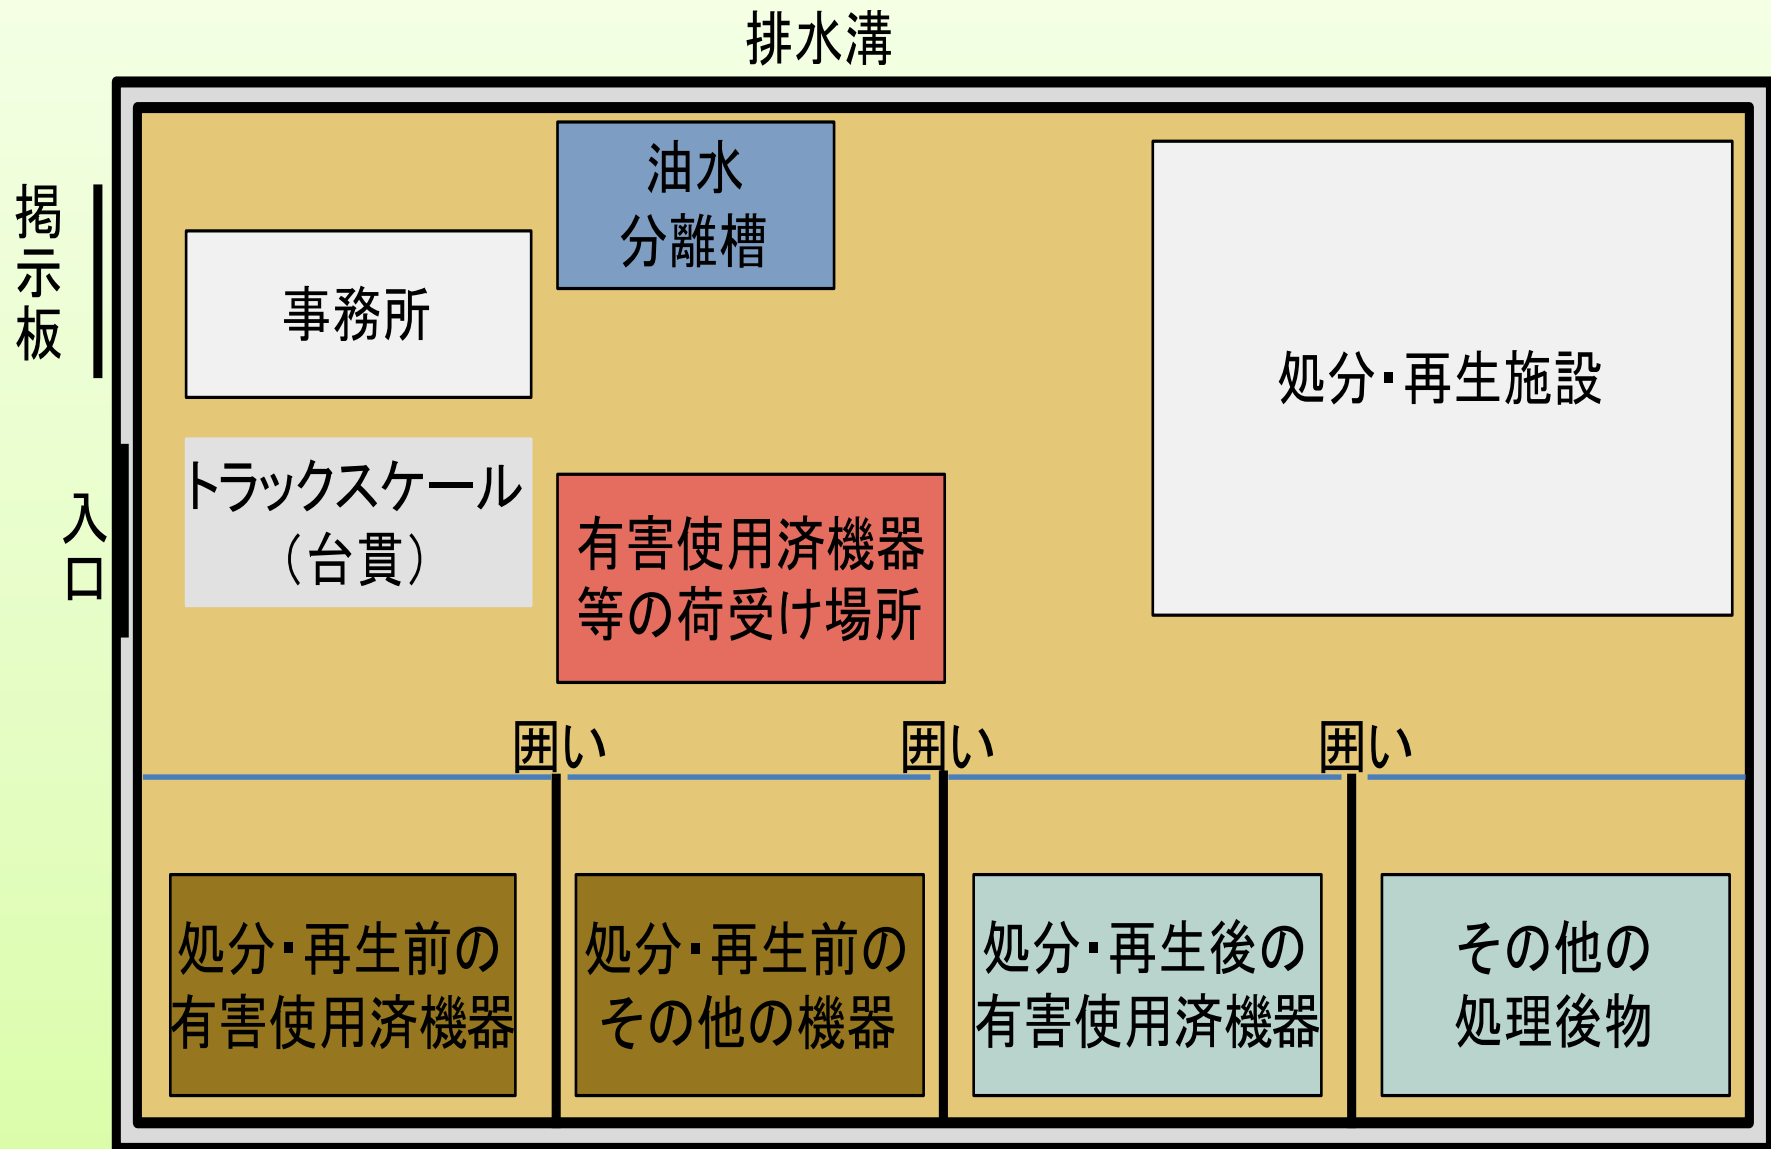 排水溝
掲示板
油水
分離槽
事務所
処分・再生施設
トラックスケール
（台貫）
入口
有害使用済機器
等の荷受け場所
囲い
囲い
囲い
処分・再生前の
有害使用済機器
処分・再生前の
その他の機器
処分・再生後の
有害使用済機器
その他の
処理後物